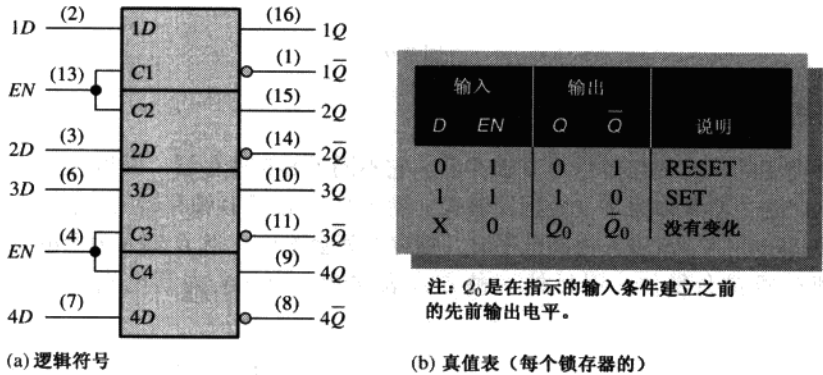 1D (2) 1D (16) 1Q
EN (13) C1 (1) 1Q̅
C2 (15) 2Q
2D (3) 2D (14) 2Q̅
3D (6) 3D (10) 3Q
EN (4) C3 (11) 3Q̅
C4 (9) 4Q
4D (7) 4D (8) 4Q̅
(a) 逻辑符号
输入 输出
D EN Q Q̅ 说明
0 1 0 1 RESET
1 1 1 0 SET
X 0 Q₀ Q̅₀ 没有变化
注：Q₀是在指示的输入条件建立之前
的先前输出电平。
(b) 真值表（每个锁存器的）